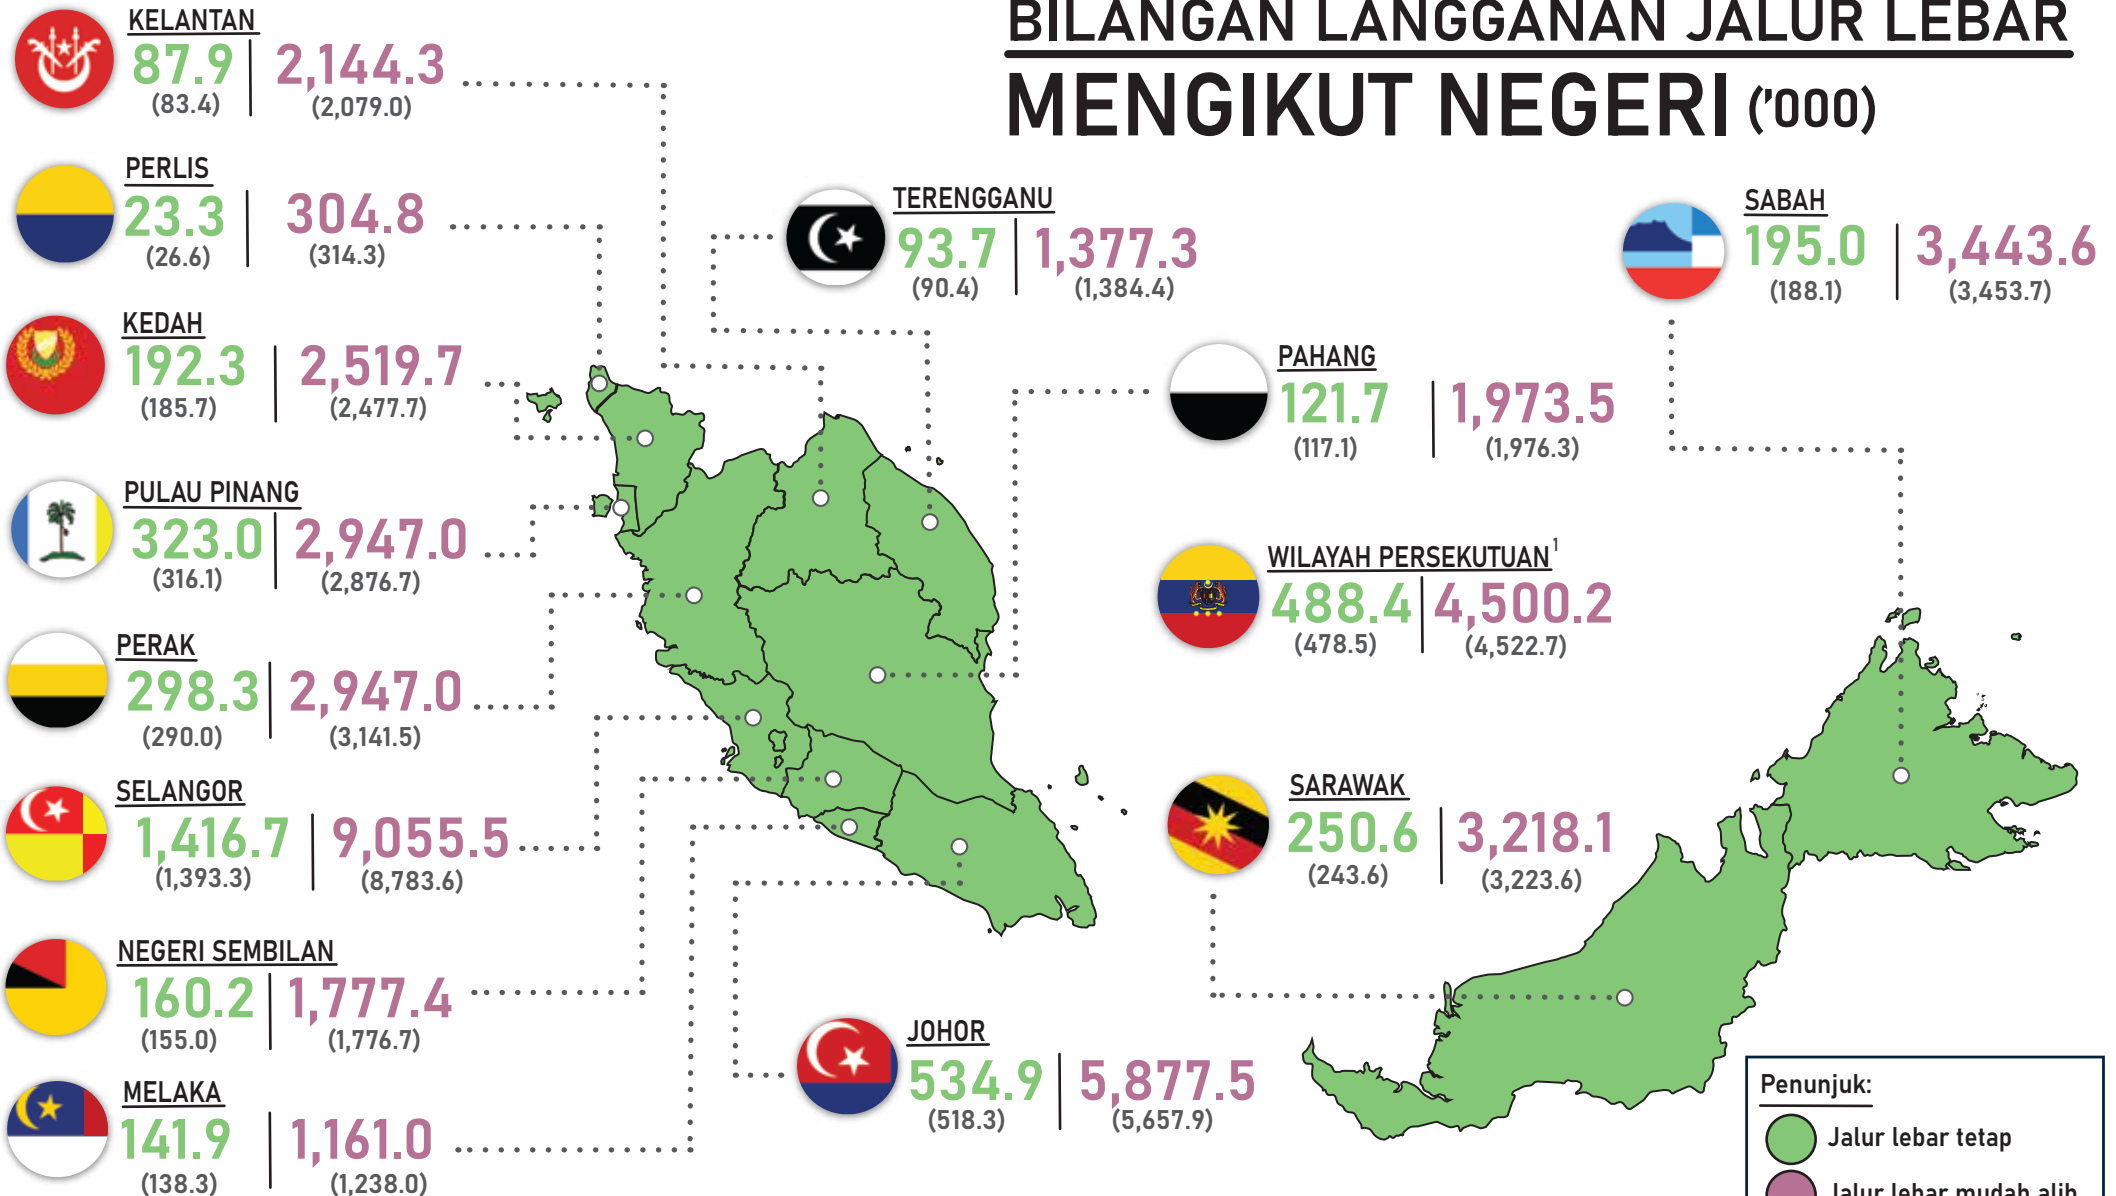 BILANGAN LANGGANAN JALUR LEBAR
MENGIKUT NEGERI ('000)
KELANTAN
87.9 2,144.3
(83.4) (2,079.0)
PERLIS
23.3 304.8
(26.6) (314.3)
KEDAH
192.3 2,519.7
(185.7) (2,477.7)
PULAU PINANG
323.0 2,947.0
(316.1) (2,876.7)
PERAK
298.3 2,947.0
(290.0) (3,141.5)
SELANGOR
1,416.7 9,055.5
(1,393.3) (8,783.6)
NEGERI SEMBILAN
160.2 1,777.4
(155.0) (1,776.7)
MELAKA
141.9 1,161.0
(138.3) (1,238.0)
TERENGGANU
93.7 1,377.3
(90.4) (1,384.4)
JOHOR
534.9 5,877.5
(518.3) (5,657.9)
PAHANG
121.7 1,973.5
(117.1) (1,976.3)
WILAYAH PERSEKUTUAN¹
488.4 4,500.2
(478.5) (4,522.7)
SARAWAK
250.6 3,218.1
(243.6) (3,223.6)
SABAH
195.0 3,443.6
(188.1) (3,453.7)
Penunjuk:
Jalur lebar tetap
Jalur lebar mudah alih